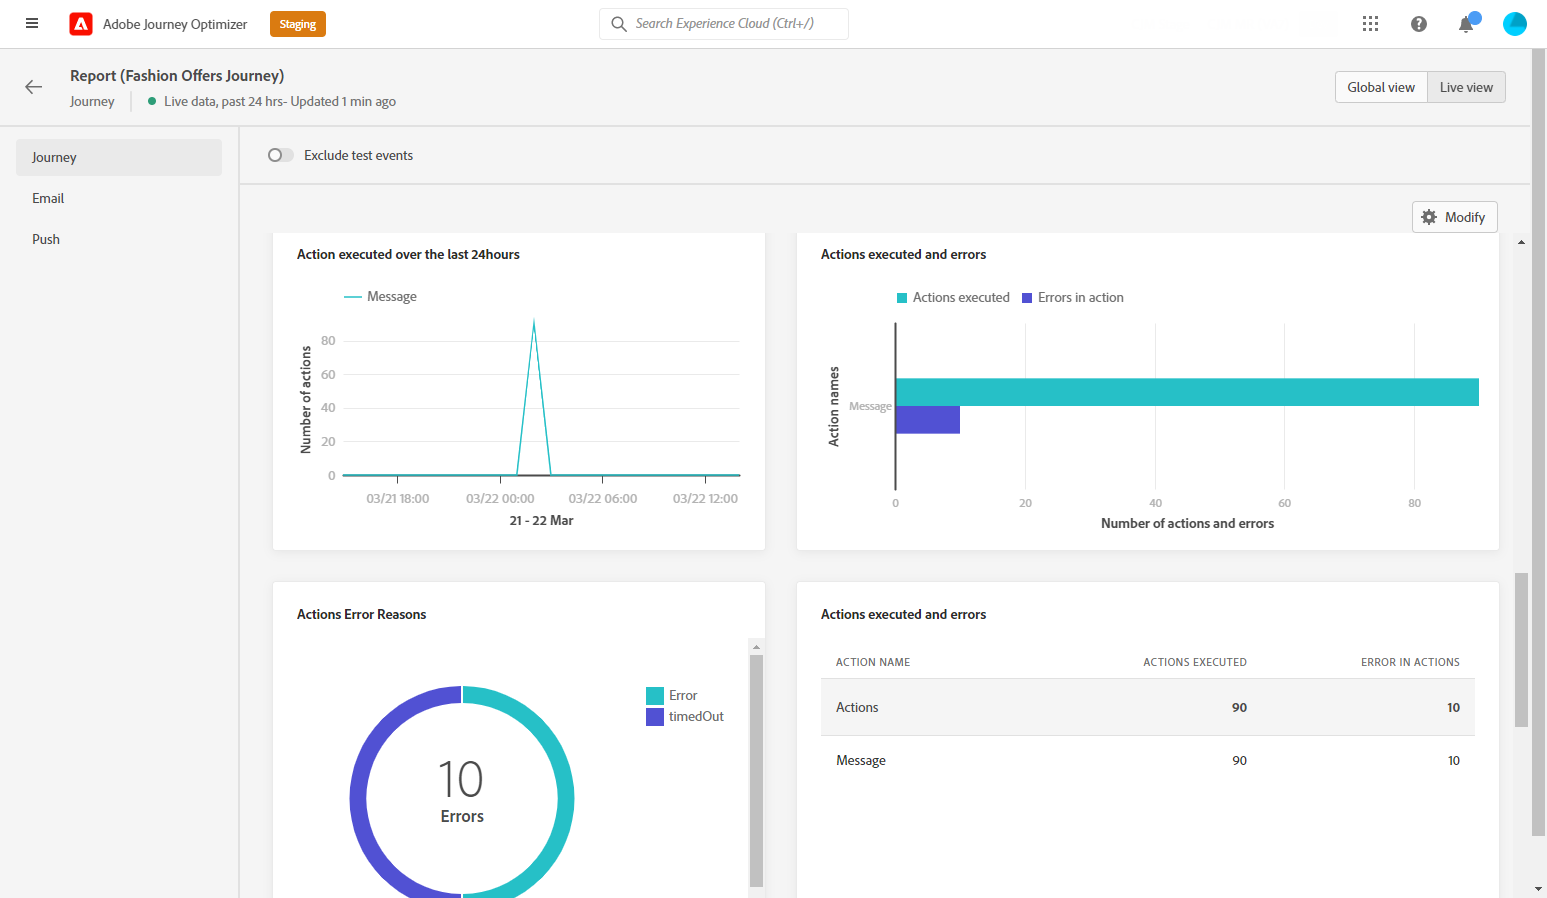 Adobe Journey Optimizer
Staging
Search Experience Cloud (Ctrl+/)
Report (Fashion Offers Journey)
Journey
Live data, past 24 hrs- Updated 1 min ago
Global view
Live view
Journey
Email
Push
Exclude test events
Modify
Action executed over the last 24hours
Message
Number of actions
80
60
40
20
0
03/21 18:00
03/22 00:00
03/22 06:00
03/22 12:00
21 - 22 Mar
Actions executed and errors
Actions executed
Errors in action
Action names
Message
0
20
40
60
80
Number of actions and errors
Actions Error Reasons
Error
timedOut
10
Errors
Actions executed and errors
ACTION NAME
ACTIONS EXECUTED
ERROR IN ACTIONS
Actions
90
10
Message
90
10